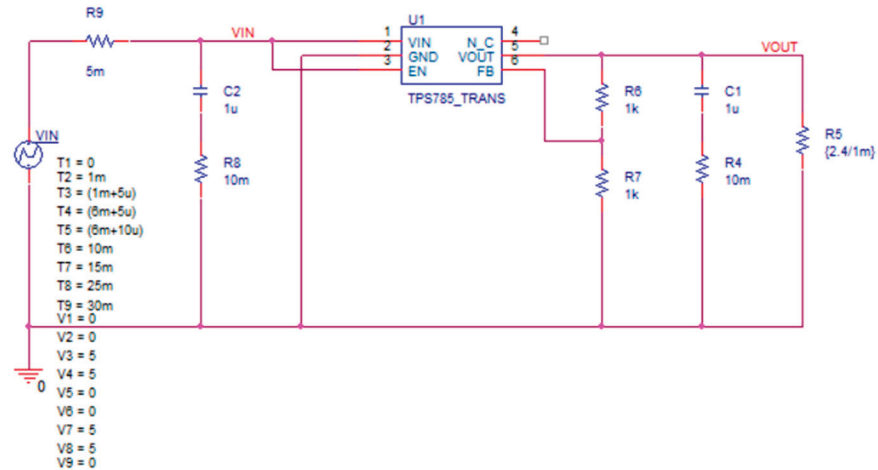 R9
5m
VIN
C2
1u
R8
10m
VIN
T1 = 0
T2 = 1m
T3 = (1m+5u)
T4 = (6m+5u)
T5 = (6m+10u)
T6 = 10m
T7 = 15m
T8 = 25m
T9 = 30m
V1 = 0
V2 = 0
V3 = 5
V4 = 5
V5 = 0
V6 = 0
V7 = 5
V8 = 5
V9 = 0
0
U1
1
2
3
VIN
GND
EN
N_C
VOUT
FB
4
5
6
TPS785_TRANS
VOUT
R6
1k
R7
1k
C1
1u
R4
10m
R5
{2.4/1m}